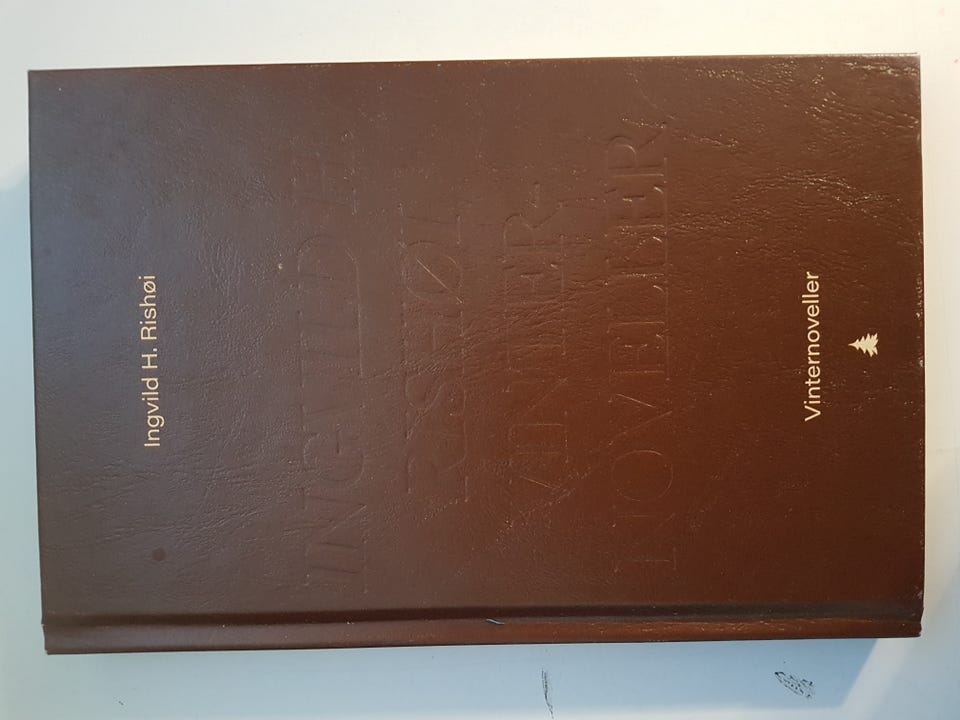 Ingvild H. Rishøi
INGVILD H.
RISHØI
VINTER-
NOVELLER
Vinternoveller